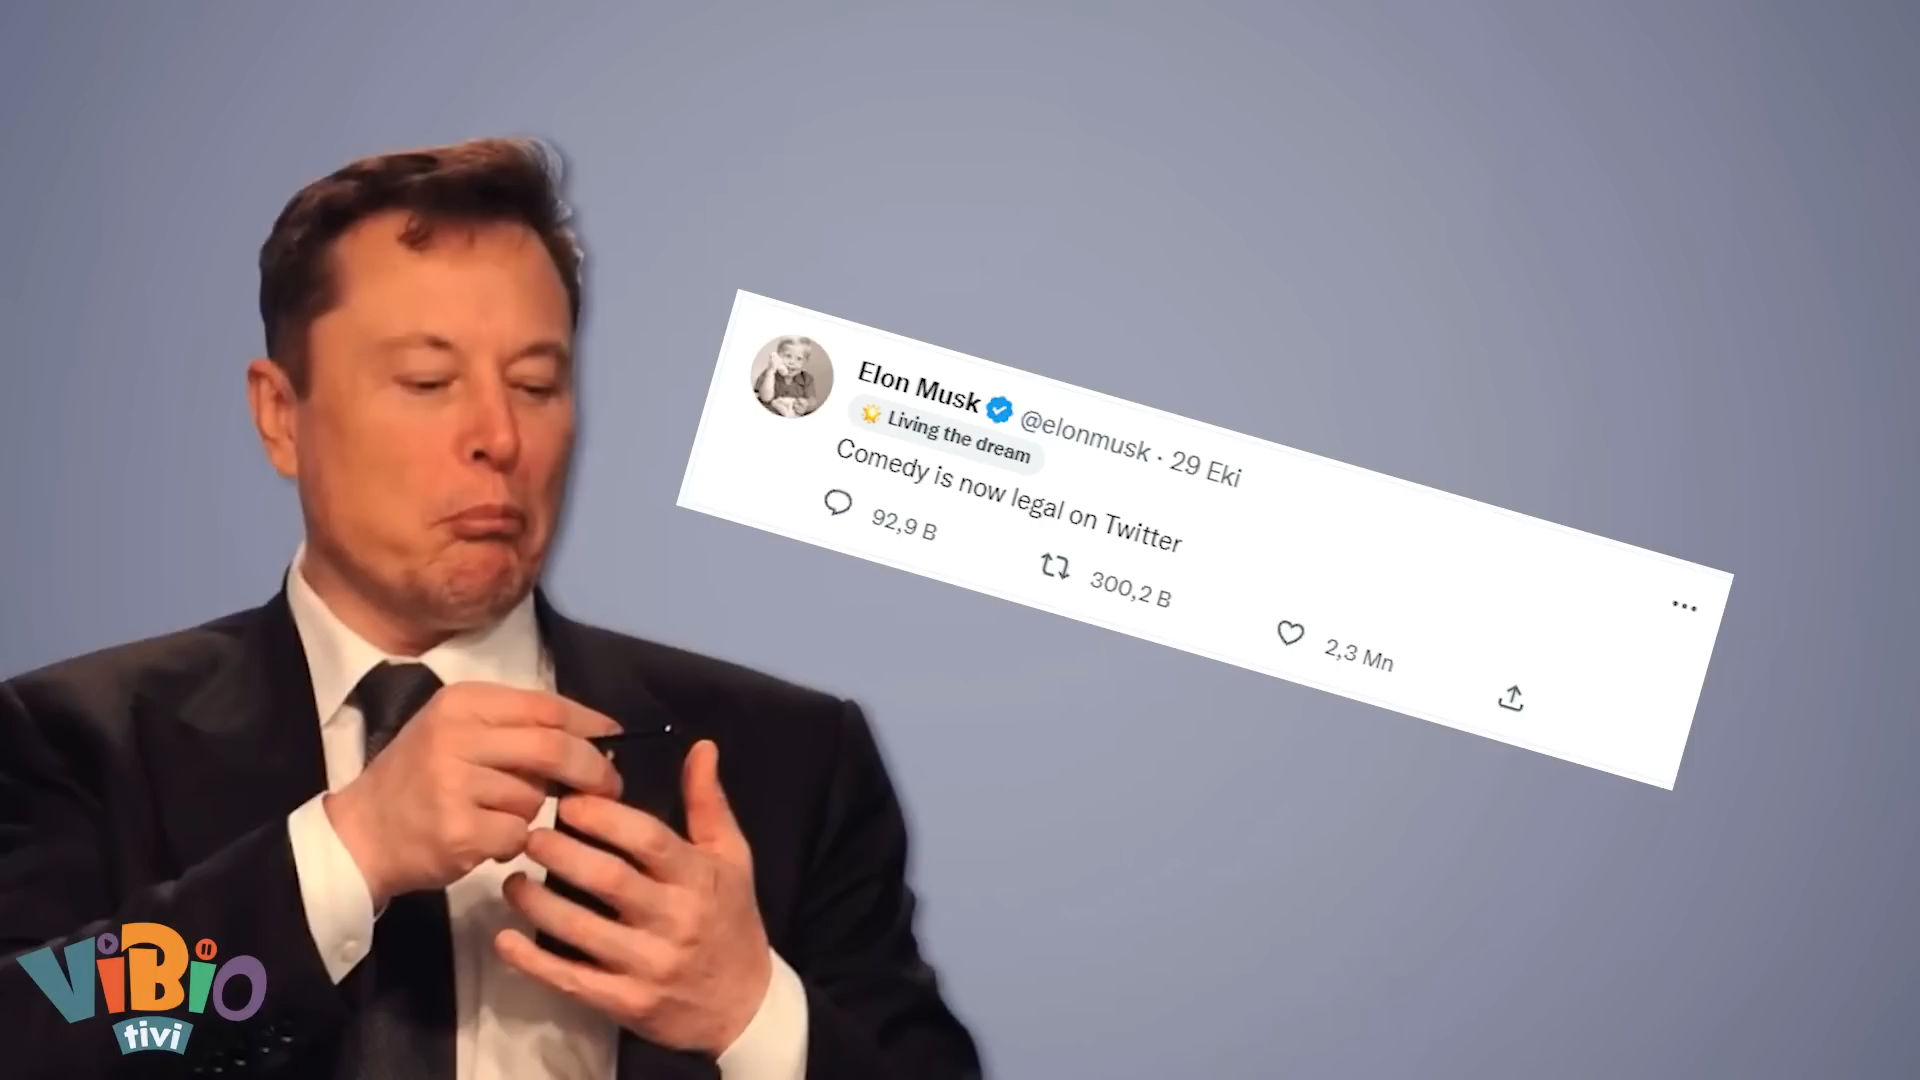 Elon Musk @elonmusk · 29 Eki
Living the dream
Comedy is now legal on Twitter
92,9 B 300,2 B 2,3 Mn
ViBio
tivi